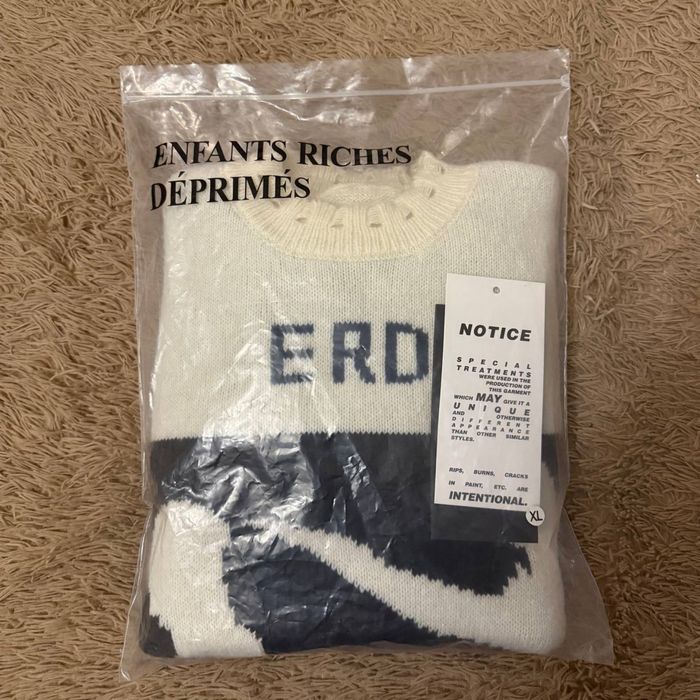 ENFANTS RICHES
DÉPRIMÉS
ERD
NOTICE
SPECIAL
TREATMENTS
WERE USED IN THE
PRODUCTION OF
THIS GARMENT
WHICH MAY GIVE IT A
UNIQUE
AND OTHERWISE
DIFFERENT
APPEARANCE
THAN OTHER SIMILAR
STYLES.
RIPS, BURNS, CRACKS
IN PAINT, ETC. ARE
INTENTIONAL.
XL